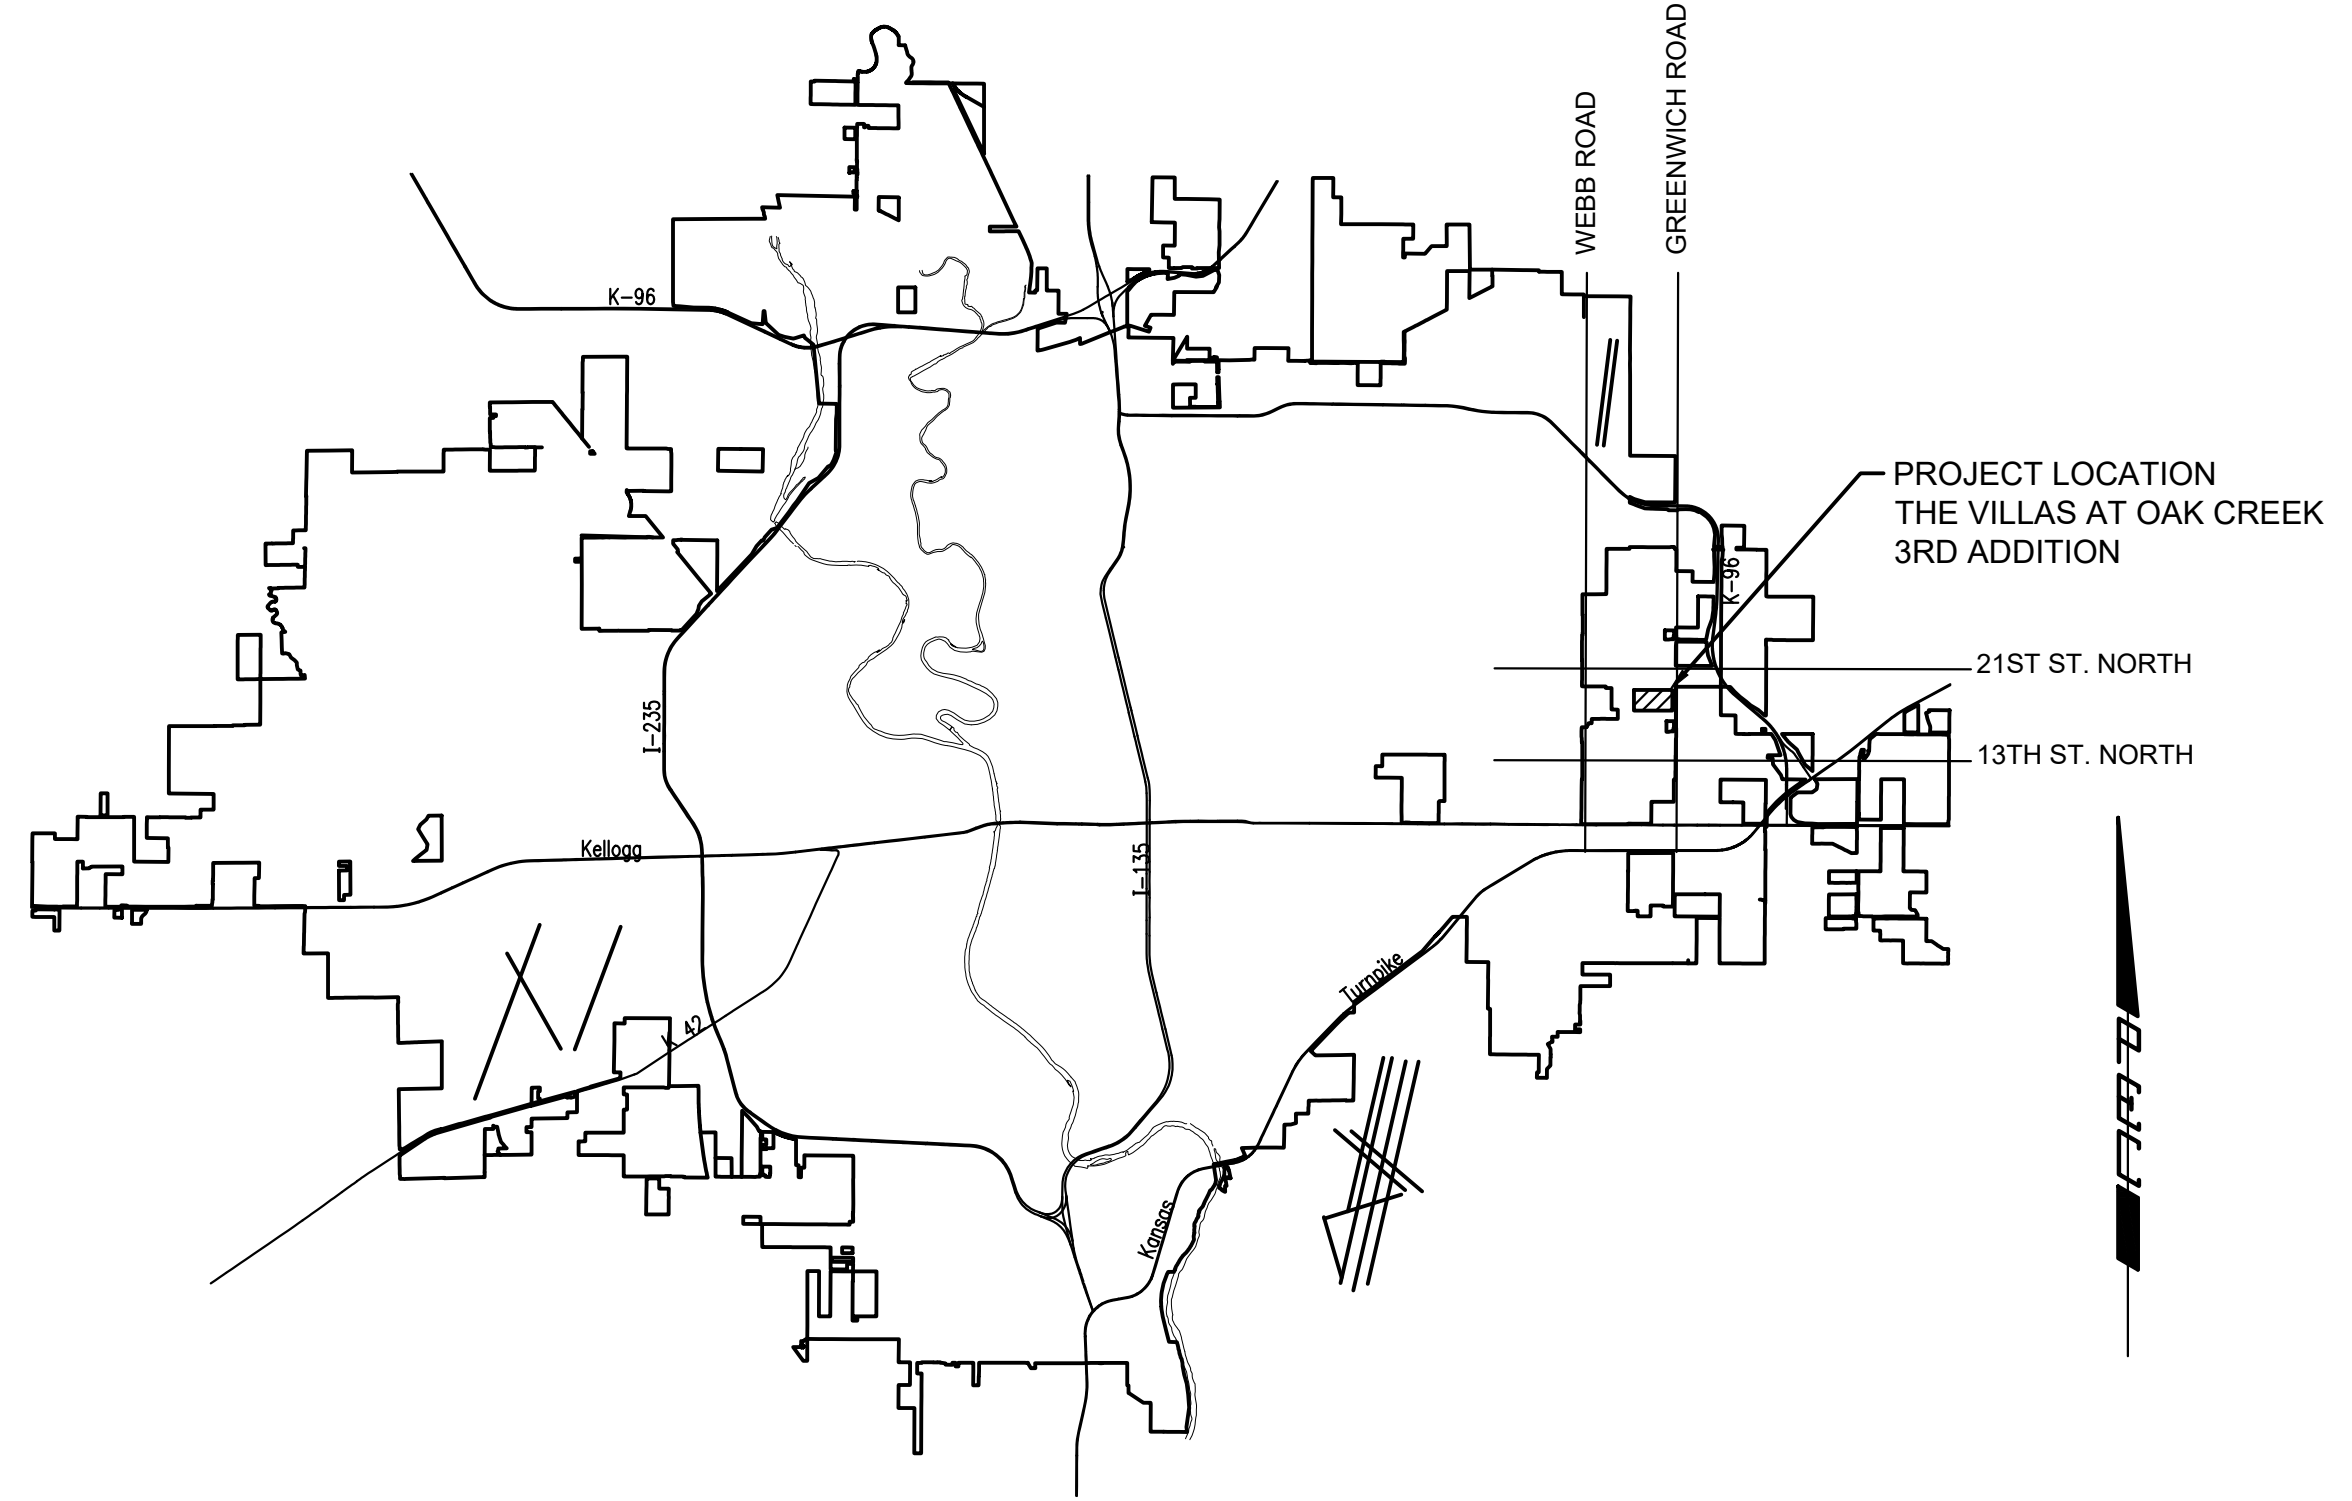 GREENWICH ROAD
WEBB ROAD
K-96
PROJECT LOCATION
THE VILLAS AT OAK CREEK
3RD ADDITION
K-96
21ST ST. NORTH
I-235
13TH ST. NORTH
Kellogg
I-135
Turnpike
K 42
Kansas